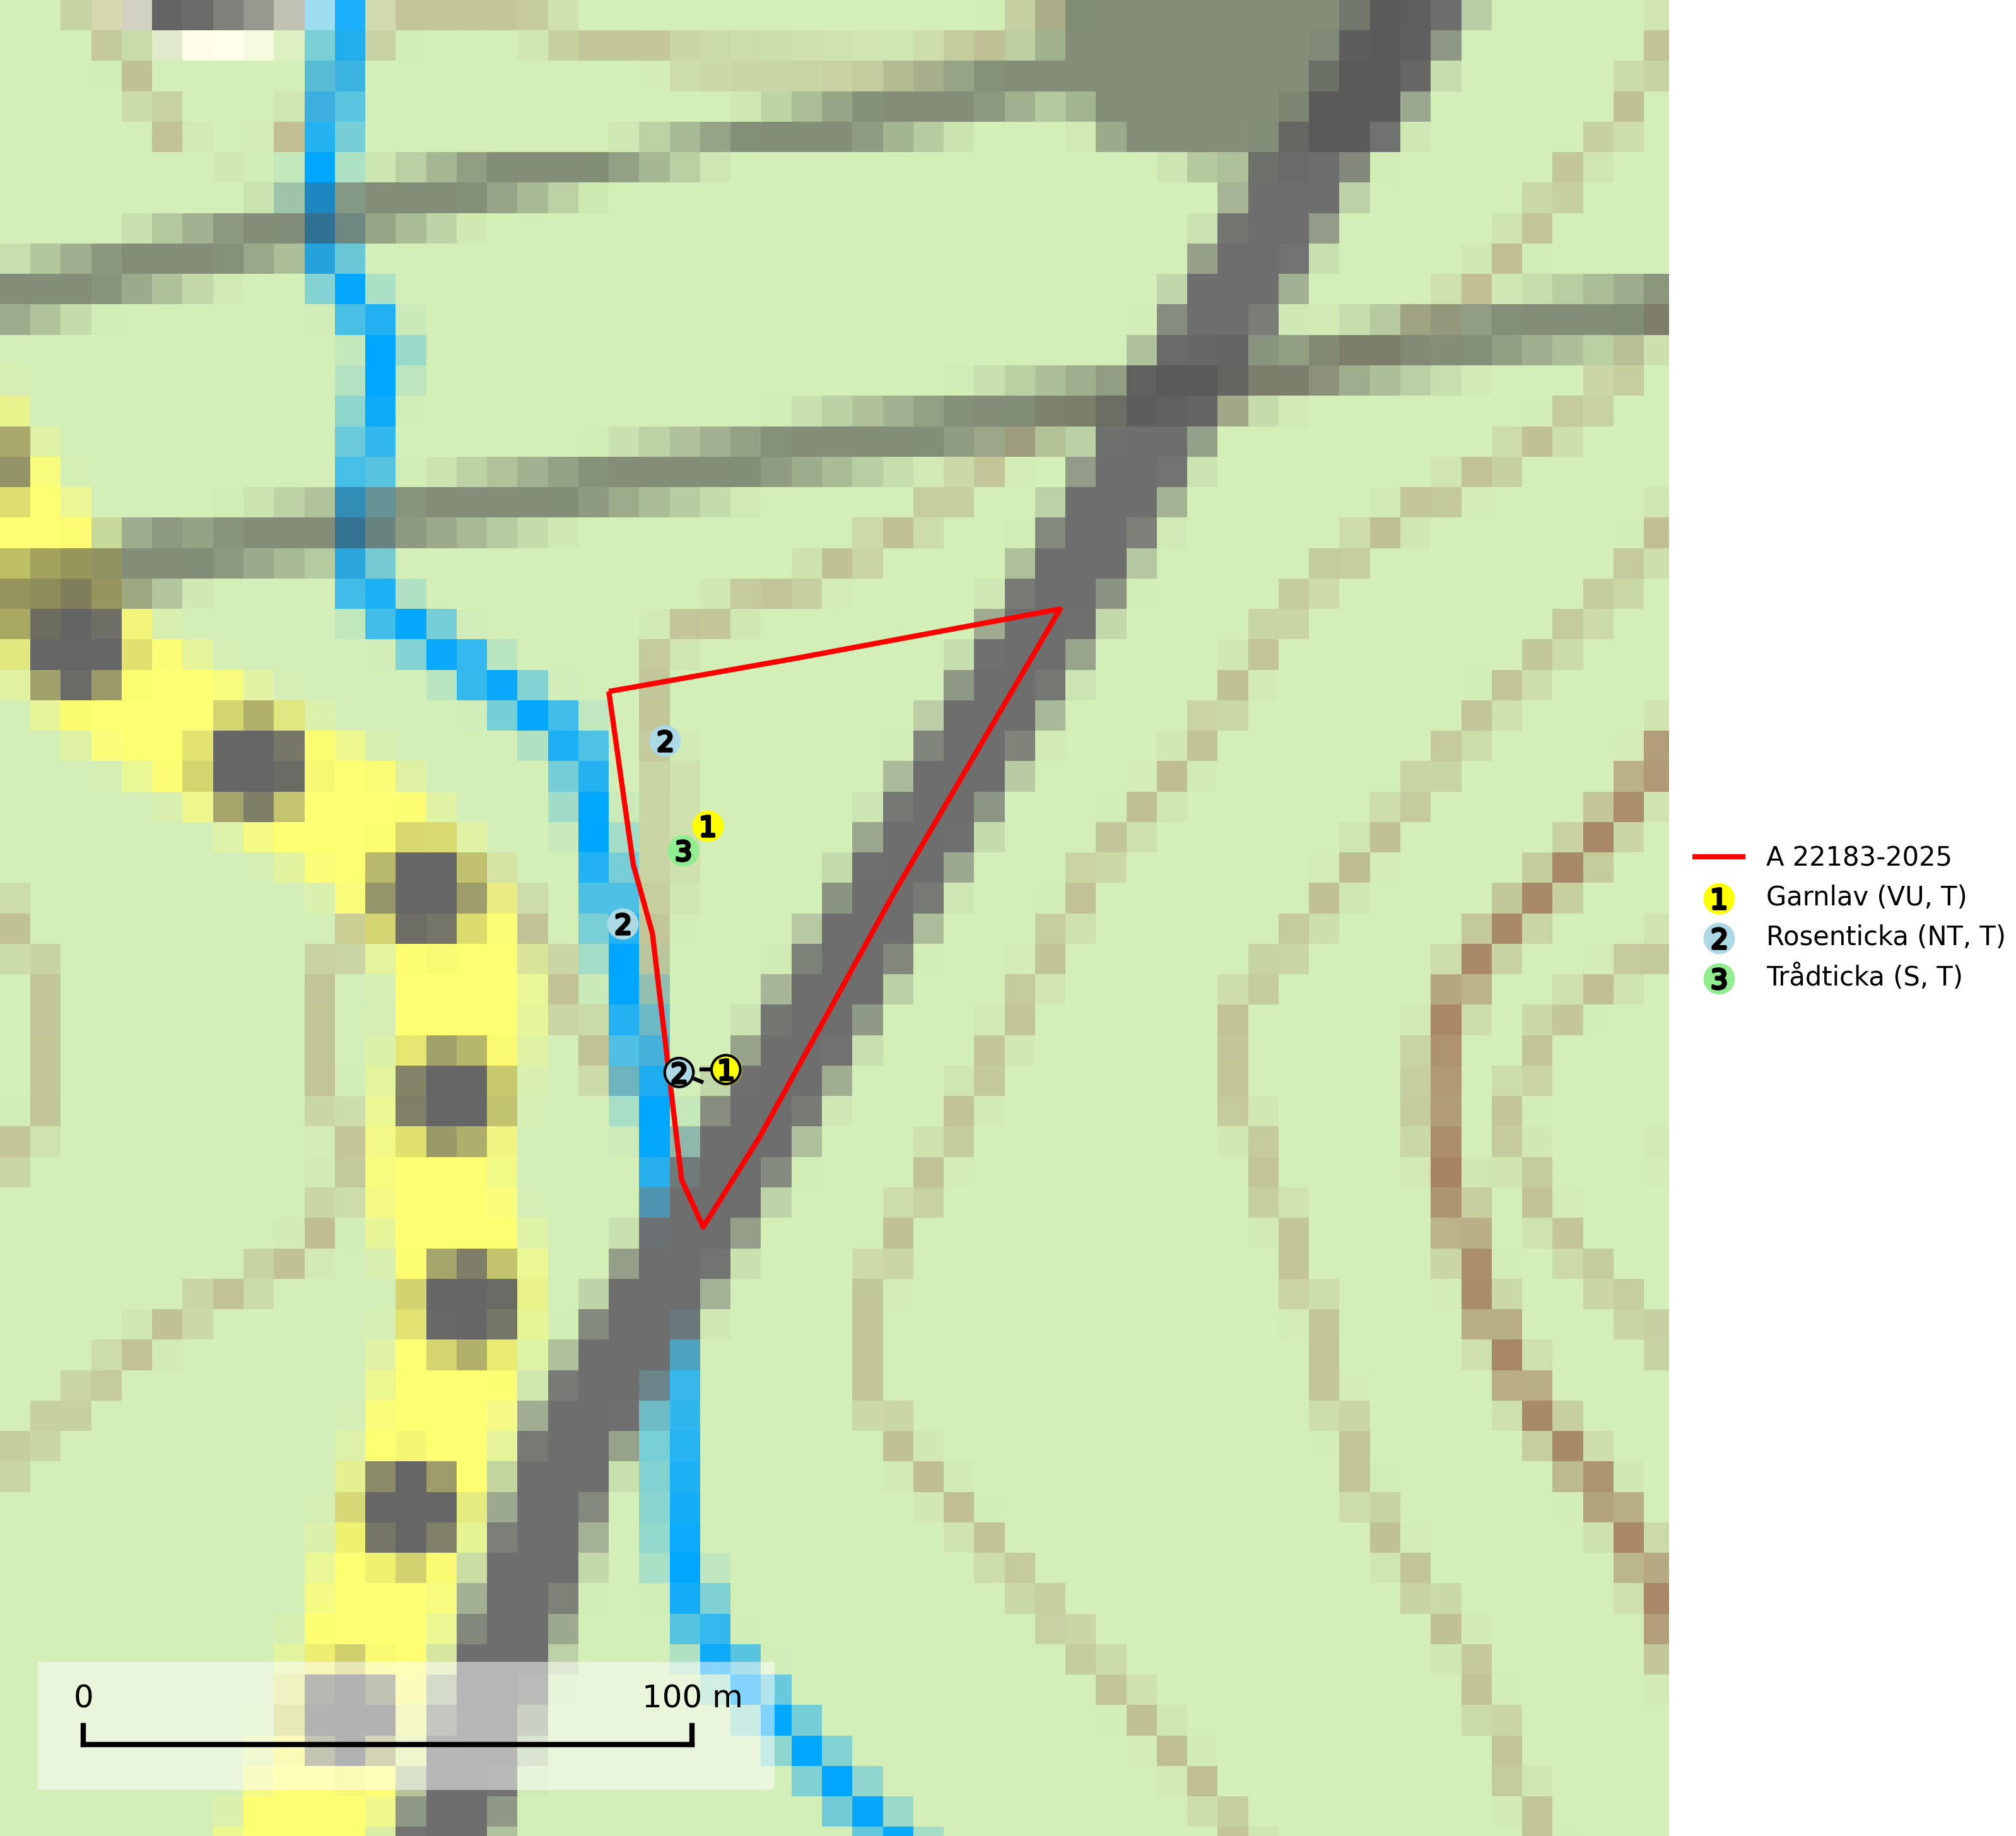 2
1
3
2
2
1
A 22183-2025
1 Garnlav (VU, T)
2 Rosenticka (NT, T)
3 Trådticka (S, T)
0 100 m